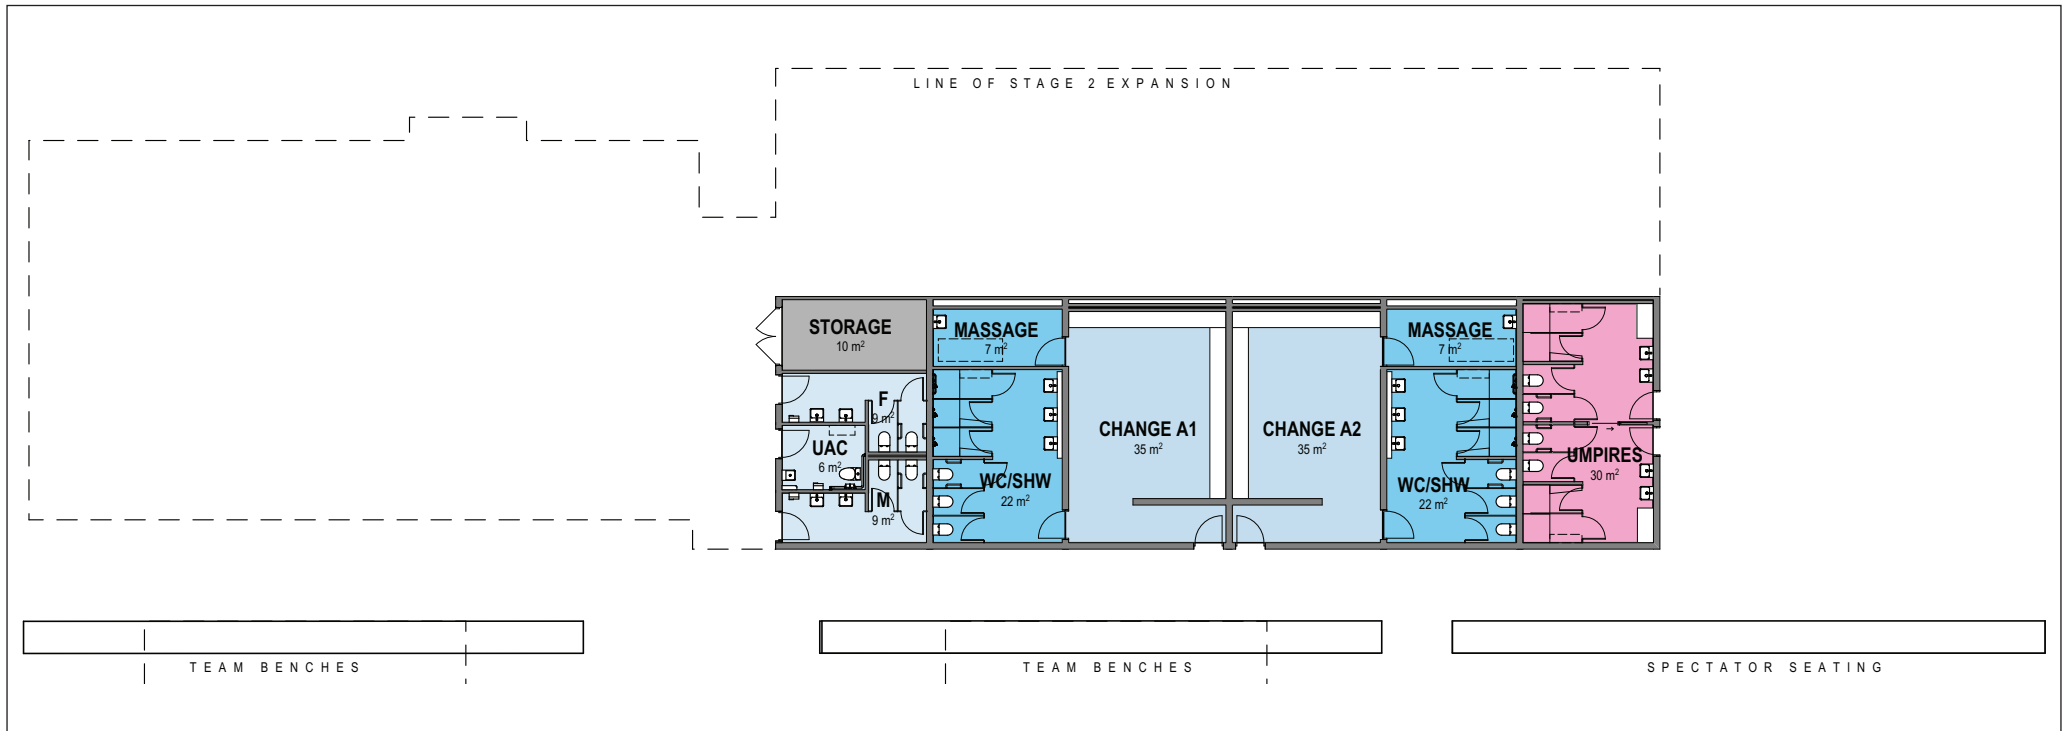 LINE OF STAGE 2 EXPANSION
STORAGE
10 m²
MASSAGE
7 m²
MASSAGE
7 m²
F
9 m²
UAC
6 m²
M
9 m²
WC/SHW
22 m²
CHANGE A1
35 m²
CHANGE A2
35 m²
WC/SHW
22 m²
UMPIRES
30 m²
TEAM BENCHES
TEAM BENCHES
SPECTATOR SEATING